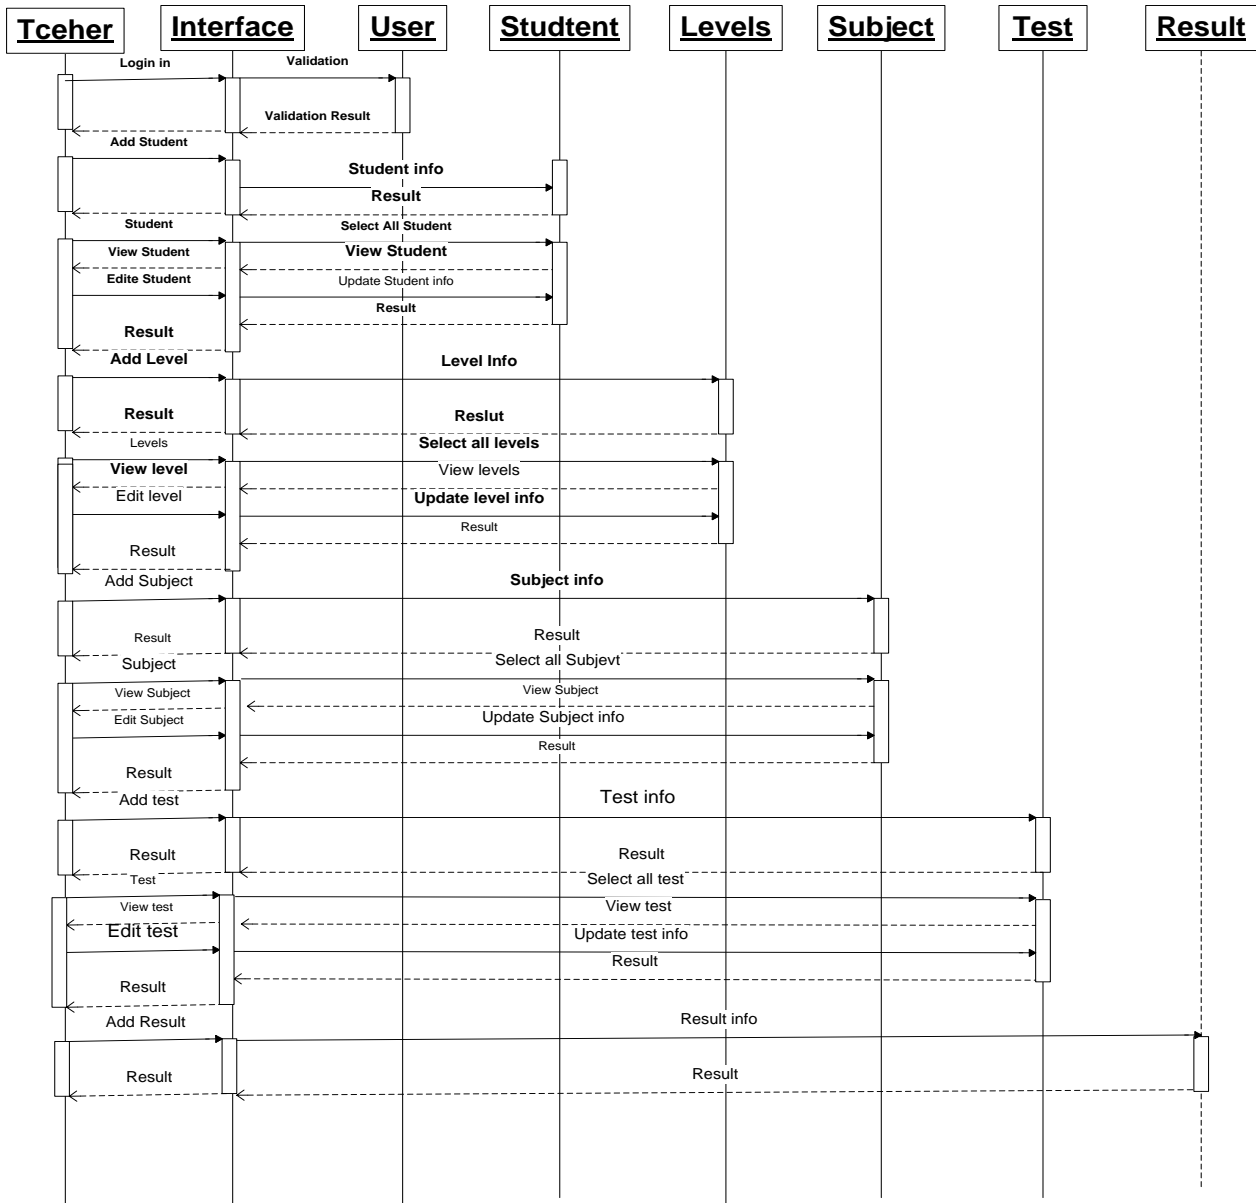 Tceher Interface User Studtent Levels Subject Test Result
Login in Validation
Validation Result
Add Student
Student info
Result
Student Select All Student
View Student View Student
Edite Student Update Student info
Result
Result
Add Level Level Info
Result Reslut
Levels Select all levels
View level View levels
Edit level Update level info
Result
Result
Add Subject Subject info
Result Result
Subject Select all Subjevt
View Subject View Subject
Edit Subject Update Subject info
Result
Result
Add test Test info
Result Result
Test Select all test
View test View test
Edit test Update test info
Result
Result
Add Result Result info
Result Result